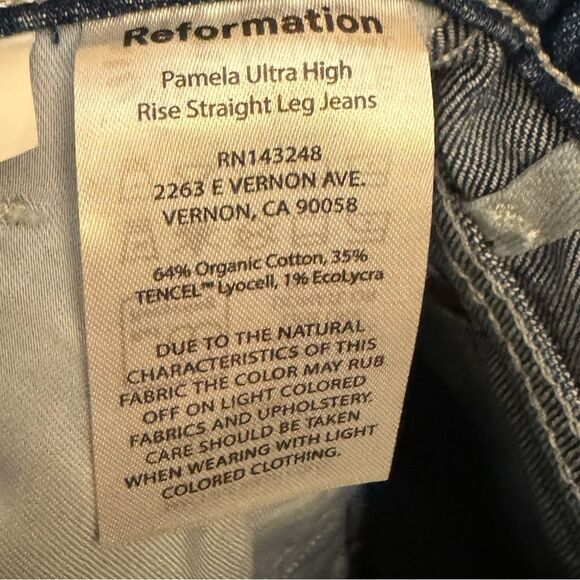 Reformation
Pamela Ultra High
Rise Straight Leg Jeans
RN143248
2263 E VERNON AVE.
VERNON, CA 90058
64% Organic Cotton, 35%
TENCEL™ Lyocell, 1% EcoLycra
DUE TO THE NATURAL
CHARACTERISTICS OF THIS
FABRIC THE COLOR MAY RUB
OFF ON LIGHT COLORED
FABRICS AND UPHOLSTERY.
CARE SHOULD BE TAKEN
WHEN WEARING WITH LIGHT
COLORED CLOTHING.